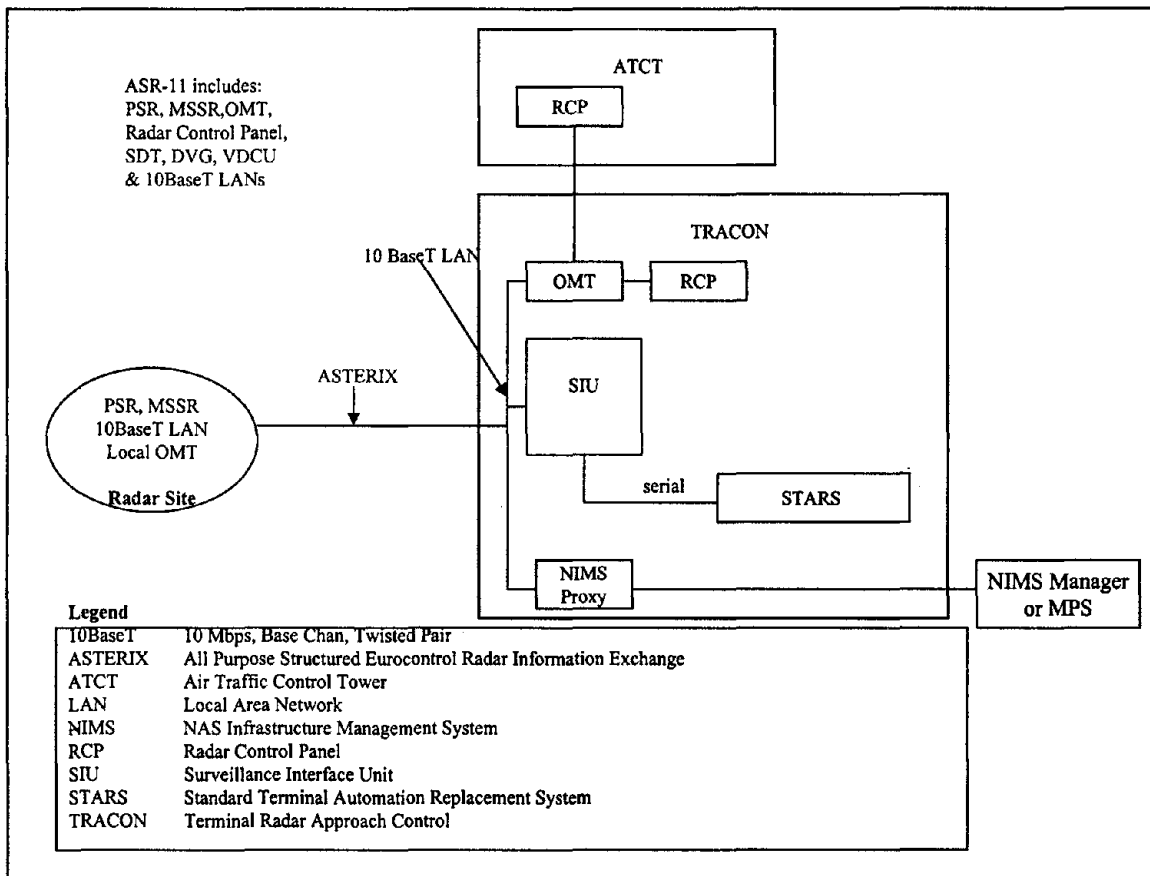 ATCT
RCP
ASR-11 includes:
PSR, MSSR,OMT,
Radar Control Panel,
SDT, DVG, VDCU
& 10BaseT LANs
TRACON
10 BaseT LAN
OMT
RCP
SIU
ASTERIX
PSR, MSSR
10BaseT LAN
Local OMT
Radar Site
serial
STARS
NIMS
Proxy
NIMS Manager
or MPS
Legend
10BaseT 10 Mbps, Base Chan, Twisted Pair
ASTERIX All Purpose Structured Eurocontrol Radar Information Exchange
ATCT Air Traffic Control Tower
LAN Local Area Network
NIMS NAS Infrastructure Management System
RCP Radar Control Panel
SIU Surveillance Interface Unit
STARS Standard Terminal Automation Replacement System
TRACON Terminal Radar Approach Control